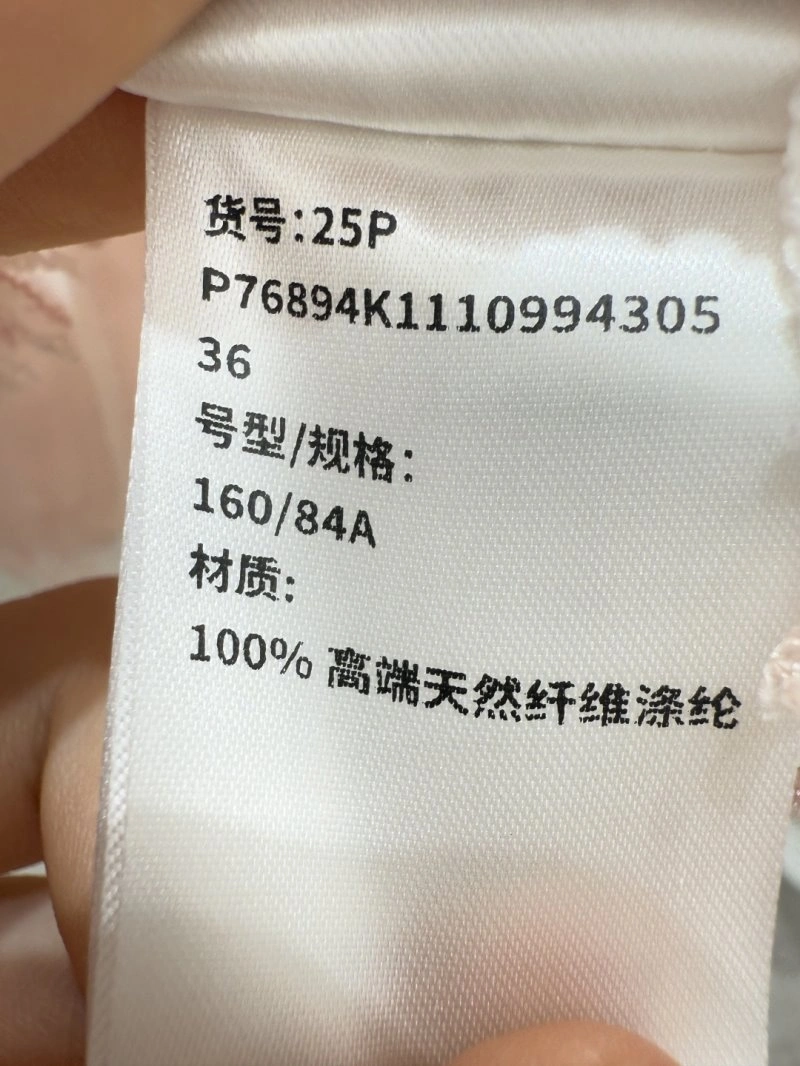 货号:25P
P76894K1110994305
36
号型/规格:
160/84A
材质:
100% 高端天然纤维涤纶